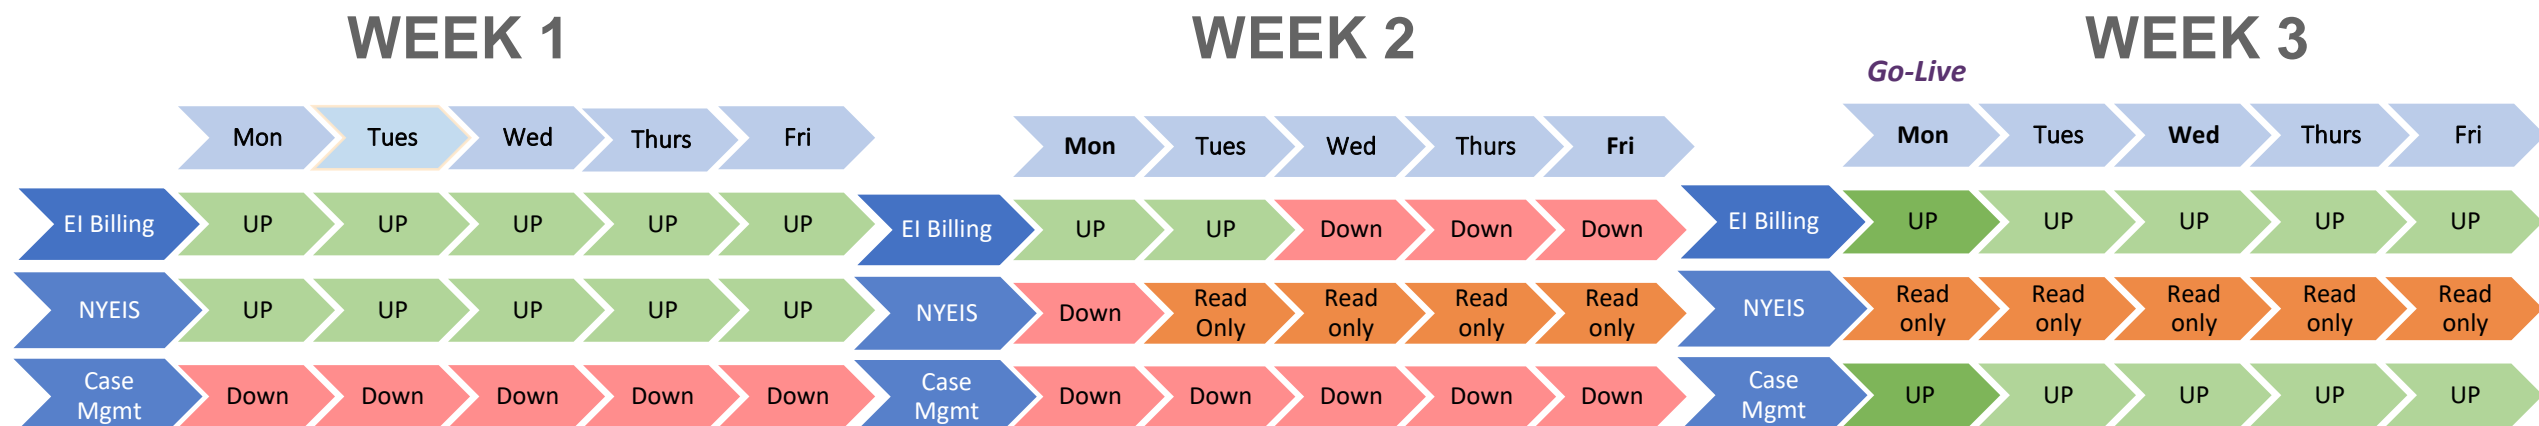 WEEK 1
Mon Tues Wed Thurs Fri
EI Billing UP UP UP UP UP
NYEIS UP UP UP UP UP
Case
Mgmt Down Down Down Down Down
WEEK 2
Mon Tues Wed Thurs Fri
EI Billing UP UP Down Down Down
NYEIS Down Read Only Read only Read only Read only
Case
Mgmt Down Down Down Down Down
WEEK 3
Go-Live
Mon Tues Wed Thurs Fri
EI Billing UP UP UP UP UP
NYEIS Read only Read only Read only Read only Read only
Case
Mgmt UP UP UP UP UP